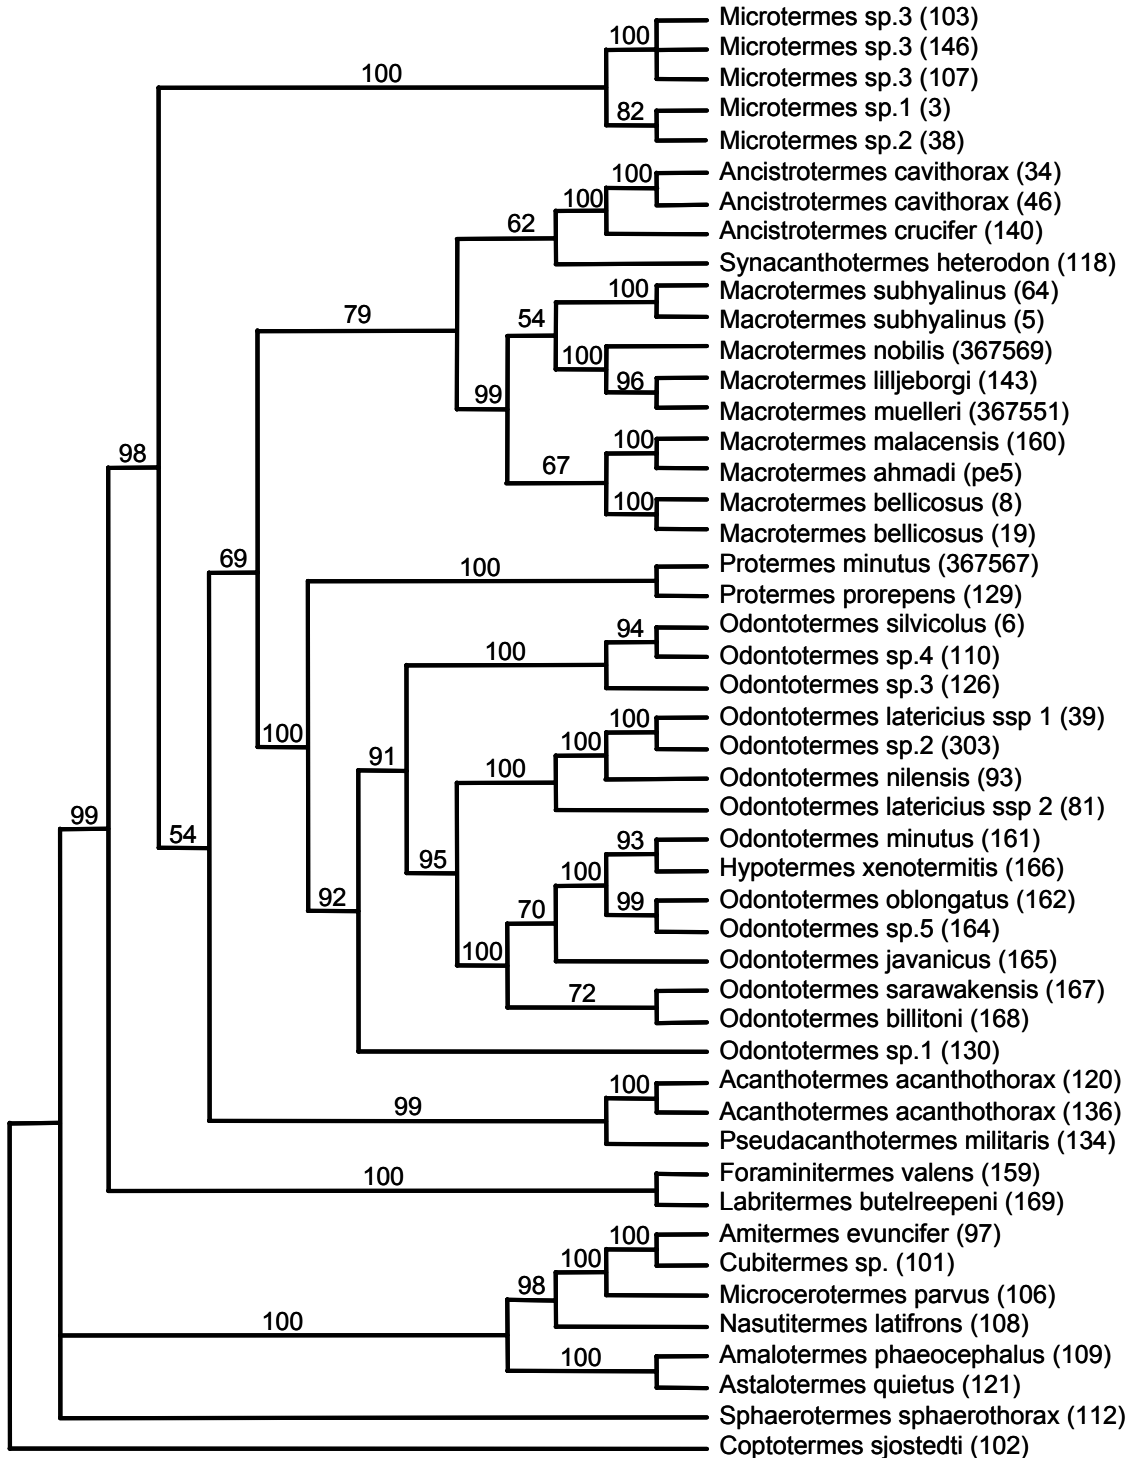 Microtermes sp.3 (103)
100
Microtermes sp.3 (146)
100
Microtermes sp.3 (107)
Microtermes sp.1 (3)
82
Microtermes sp.2 (38)
Ancistrotermes cavithorax (34)
100
Ancistrotermes cavithorax (46)
100
62
Ancistrotermes crucifer (140)
Synacanthotermes heterodon (118)
Macrotermes subhyalinus (64)
100
79
54
Macrotermes subhyalinus (5)
Macrotermes nobilis (367569)
100
Macrotermes lilljeborgi (143)
96
99
Macrotermes muelleri (367551)
Macrotermes malacensis (160)
100
98
67
Macrotermes ahmadi (pe5)
Macrotermes bellicosus (8)
100
Macrotermes bellicosus (19)
69
Protermes minutus (367567)
100
Protermes prorepens (129)
Odontotermes silvicolus (6)
94
100
Odontotermes sp.4 (110)
Odontotermes sp.3 (126)
Odontotermes latericius ssp 1 (39)
100
100
Odontotermes sp.2 (303)
100
91
100
Odontotermes nilensis (93)
Odontotermes latericius ssp 2 (81)
99
54
Odontotermes minutus (161)
93
95
100
Hypotermes xenotermitis (166)
92
Odontotermes oblongatus (162)
99
70
Odontotermes sp.5 (164)
100
Odontotermes javanicus (165)
Odontotermes sarawakensis (167)
72
Odontotermes billitoni (168)
Odontotermes sp.1 (130)
Acanthotermes acanthothorax (120)
100
99
Acanthotermes acanthothorax (136)
Pseudacanthotermes militaris (134)
Foraminitermes valens (159)
100
Labritermes butelreepeni (169)
Amitermes evuncifer (97)
100
Cubitermes sp. (101)
100
98
Microcerotermes parvus (106)
100
Nasutitermes latifrons (108)
Amalotermes phaeocephalus (109)
100
Astalotermes quietus (121)
Sphaerotermes sphaerothorax (112)
Coptotermes sjostedti (102)